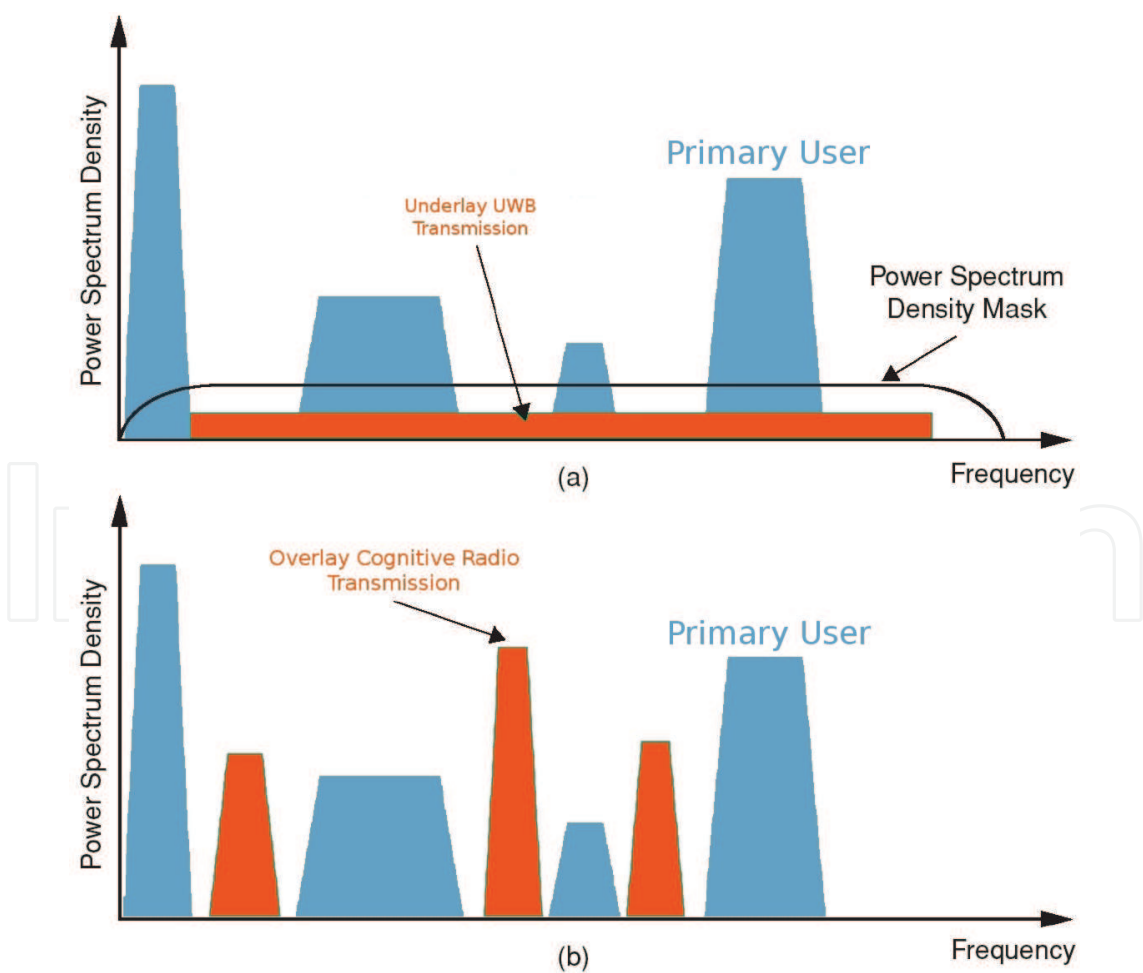 Power Spectrum Density
Primary User
Underlay UWB
Transmission
Power Spectrum
Density Mask
Frequency
(a)
Power Spectrum Density
Overlay Cognitive Radio
Transmission
Primary User
Frequency
(b)